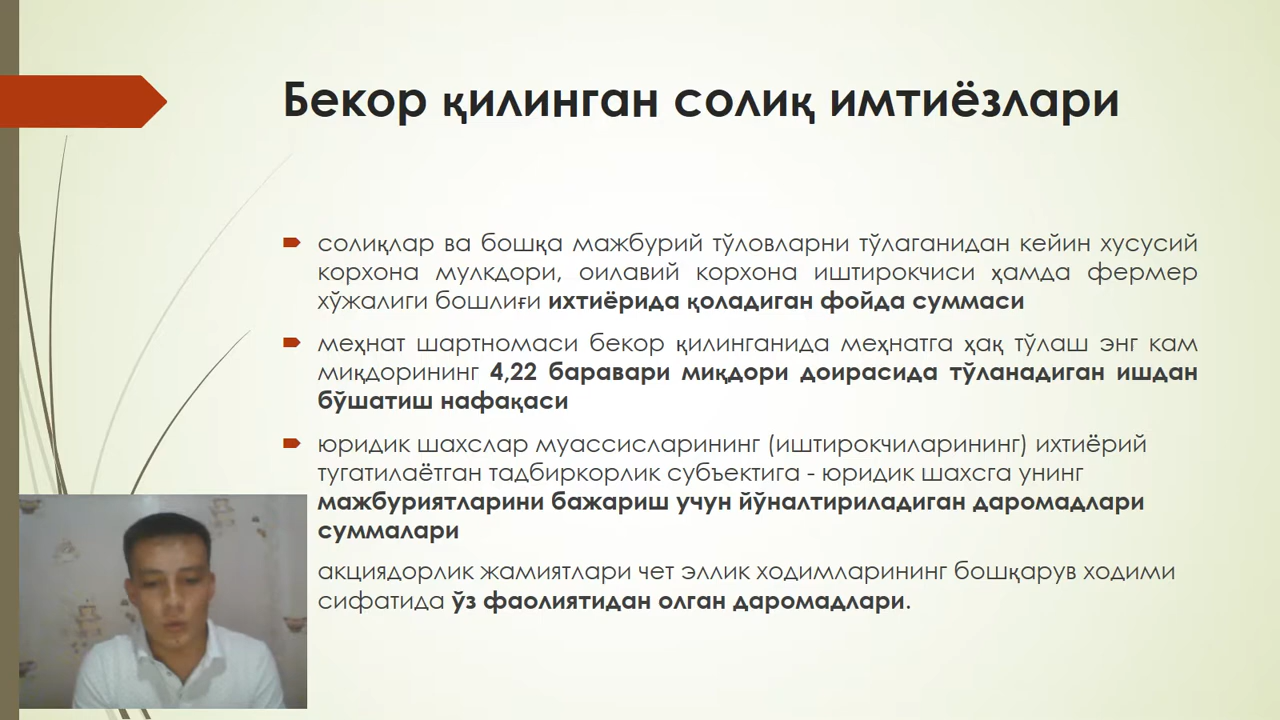 Бекор қилинган солиқ имтиёзлари
солиқлар ва бошқа мажбурий тўловларни тўлаганидан кейин хусусий
корхона мулкдори, оилавий корхона иштирокчиси ҳамда фермер
хўжалиги бошлиғи ихтиёрида қоладиган фойда суммаси
меҳнат шартномаси бекор қилинганида меҳнатга ҳақ тўлаш энг кам
миқдорининг 4,22 баравари миқдори доирасида тўланадиган ишдан
бўшатиш нафақаси
юридик шахслар муассисларининг (иштирокчиларининг) ихтиёрий
тугатилаётган тадбиркорлик субъектига - юридик шахсга унинг
мажбуриятларини бажариш учун йўналтириладиган даромадлари
суммалари
акциядорлик жамиятлари чет эллик ходимларининг бошқарув ходими
сифатида ўз фаолиятидан олган даромадлари.